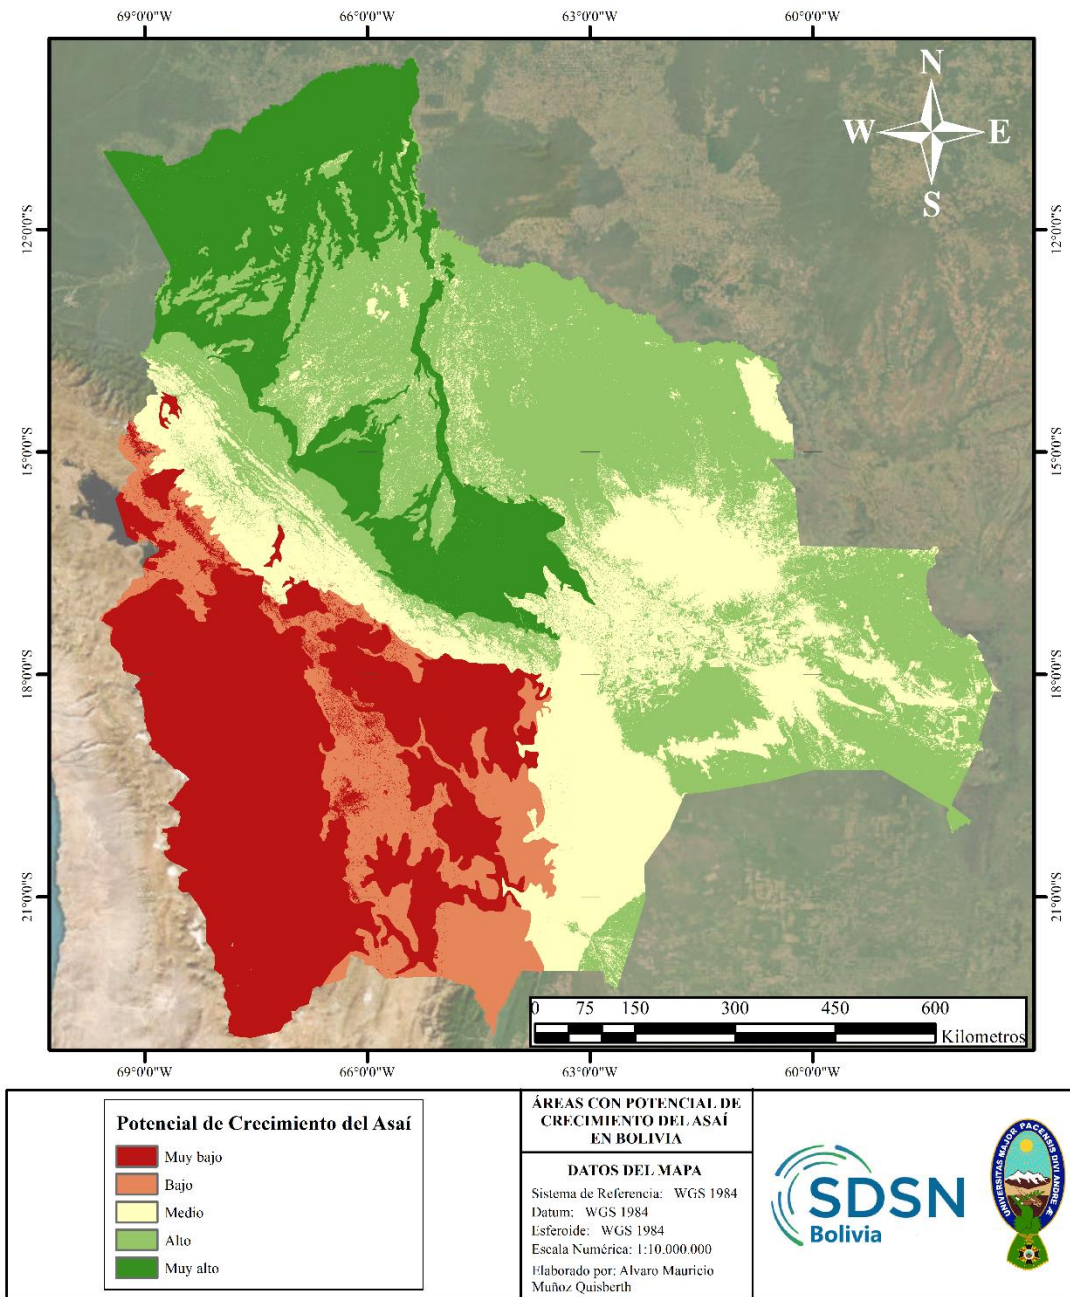 69°0'0"W 66°0'0"W 63°0'0"W 60°0'0"W
N
W E
S
12°0'0"S 12°0'0"S
15°0'0"S 15°0'0"S
18°0'0"S 18°0'0"S
21°0'0"S 21°0'0"S
0 75 150 300 450 600
Kilometros
69°0'0"W 66°0'0"W 63°0'0"W 60°0'0"W
Potencial de Crecimiento del Asaí
Muy bajo
Bajo
Medio
Alto
Muy alto
ÁREAS CON POTENCIAL DE
CRECIMIENTO DEL ASAÍ
EN BOLIVIA
DATOS DEL MAPA
Sistema de Referencia: WGS 1984
Datum: WGS 1984
Esferoide: WGS 1984
Escala Numérica: 1:10.000.000
Elaborado por: Alvaro Mauricio
Muñoz Quisberth
SDSN
Bolivia
UNIVERSITAS MAJOR PACENSIS DIVI ANDRE Æ